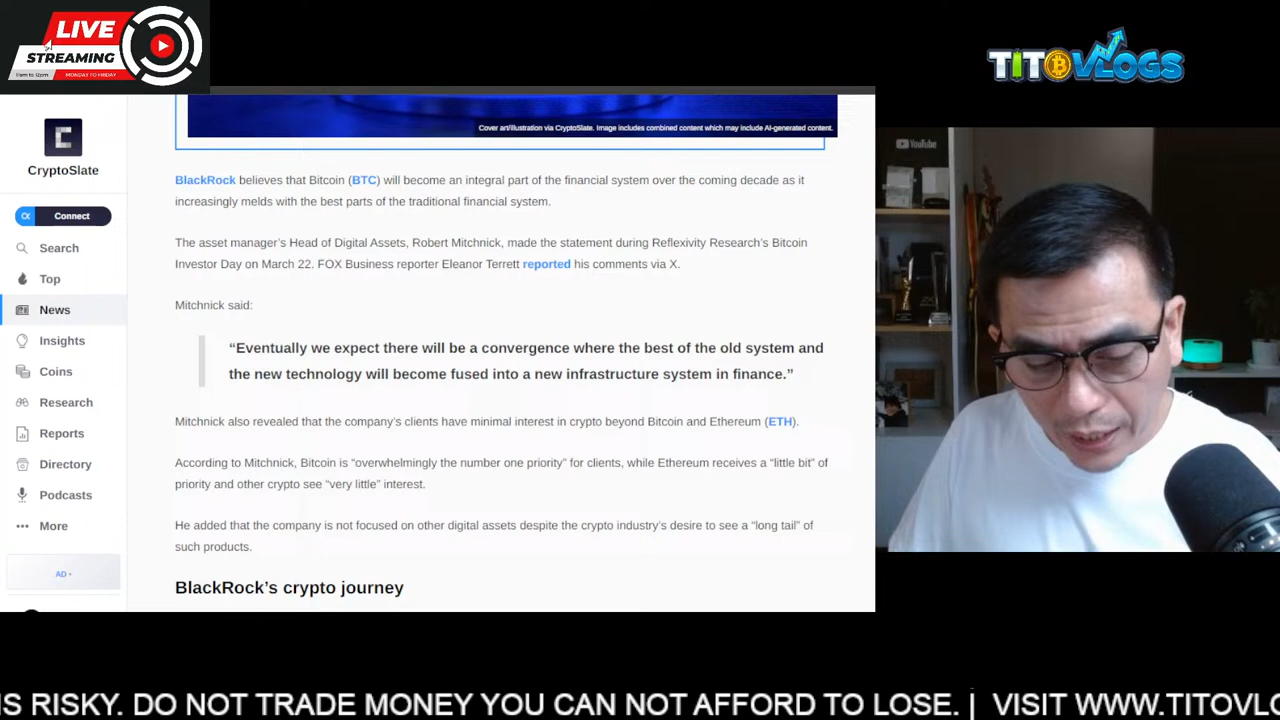 LIVE
STREAMING
11am to 12pm MONDAY TO FRIDAY
TITOVLOGS
YouTube
CryptoSlate
Connect
Search
Top
News
Insights
Coins
Research
Reports
Directory
Podcasts
More
AD
Cover art/illustration via CryptoSlate. Image includes combined content which may include AI-generated content.
BlackRock believes that Bitcoin (BTC) will become an integral part of the financial system over the coming decade as it
increasingly melds with the best parts of the traditional financial system.
The asset manager’s Head of Digital Assets, Robert Mitchnick, made the statement during Reflexivity Research’s Bitcoin
Investor Day on March 22. FOX Business reporter Eleanor Terrett reported his comments via X.
Mitchnick said:
“Eventually we expect there will be a convergence where the best of the old system and
the new technology will become fused into a new infrastructure system in finance.”
Mitchnick also revealed that the company’s clients have minimal interest in crypto beyond Bitcoin and Ethereum (ETH).
According to Mitchnick, Bitcoin is “overwhelmingly the number one priority” for clients, while Ethereum receives a “little bit” of
priority and other crypto see “very little” interest.
He added that the company is not focused on other digital assets despite the crypto industry’s desire to see a “long tail” of
such products.
BlackRock’s crypto journey
IS RISKY. DO NOT TRADE MONEY YOU CAN NOT AFFORD TO LOSE. | VISIT WWW.TITOVLO